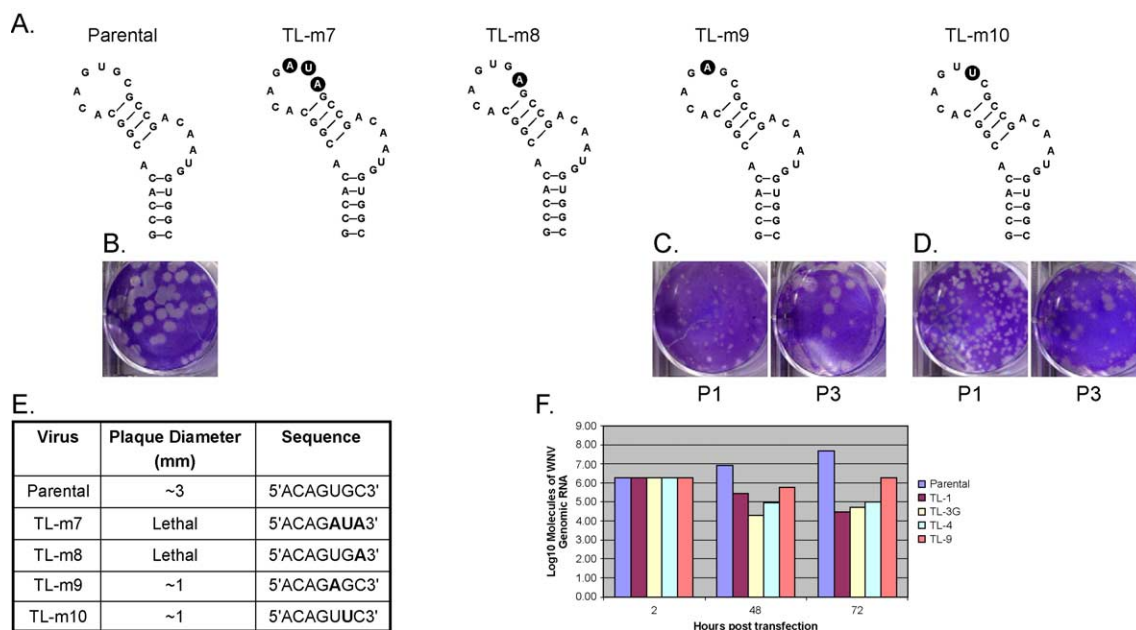 A.
Parental
TL-m7
TL-m8
TL-m9
TL-m10
B.
C.
D.
P1
P3
P1
P3
E.
Virus Plaque Diameter (mm) Sequence
Parental ~3 5'ACAGUGC3'
TL-m7 Lethal 5'ACAGAUA3'
TL-m8 Lethal 5'ACAGUGA3'
TL-m9 ~1 5'ACAGAGC3'
TL-m10 ~1 5'ACAGUUC3'
F.
Log10 Molecules of WNV
Genomic RNA
9.00
8.00
7.00
6.00
5.00
4.00
3.00
2.00
1.00
0.00
2
48
72
Hours post transfection
Parental
TL-1
TL-3G
TL-4
TL-9